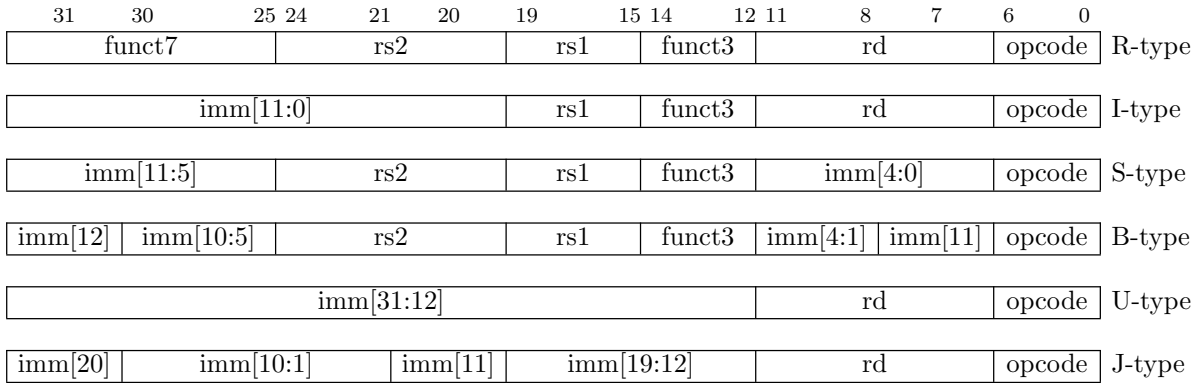 31 30 25 24 21 20 19 15 14 12 11 8 7 6 0
funct7 rs2 rs1 funct3 rd opcode R-type
imm[11:0] rs1 funct3 rd opcode I-type
imm[11:5] rs2 rs1 funct3 imm[4:0] opcode S-type
imm[12] imm[10:5] rs2 rs1 funct3 imm[4:1] imm[11] opcode B-type
imm[31:12] rd opcode U-type
imm[20] imm[10:1] imm[11] imm[19:12] rd opcode J-type